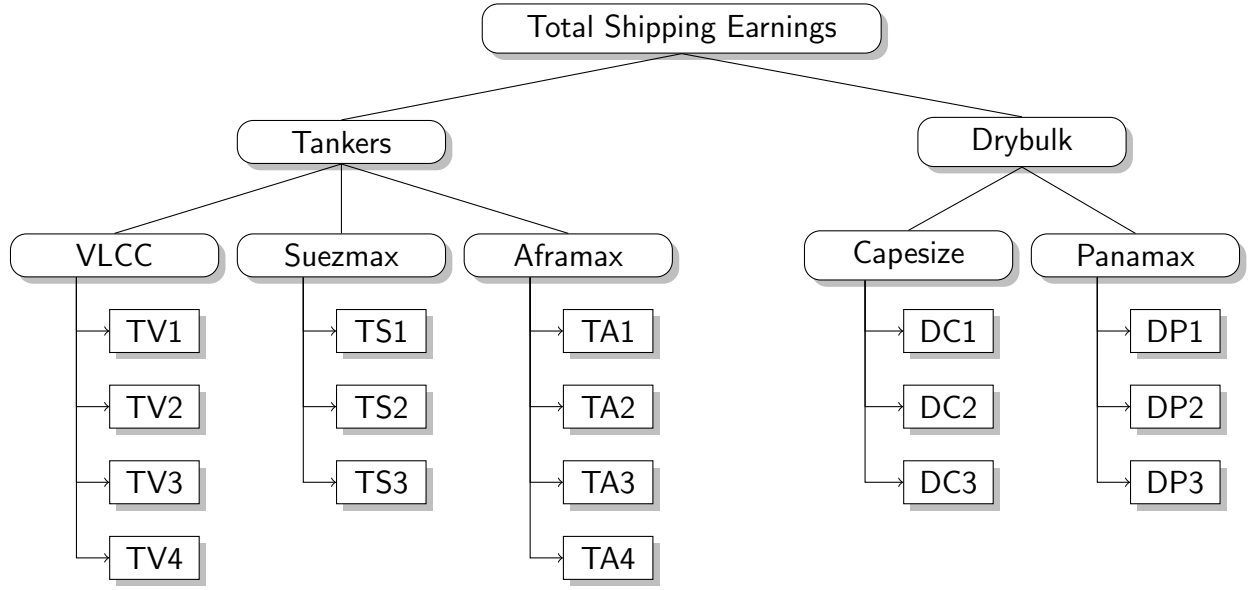 Total Shipping Earnings
Tankers
Drybulk
VLCC
Suezmax
Aframax
Capesize
Panamax
TV1
TS1
TA1
DC1
DP1
TV2
TS2
TA2
DC2
DP2
TV3
TS3
TA3
DC3
DP3
TV4
TA4